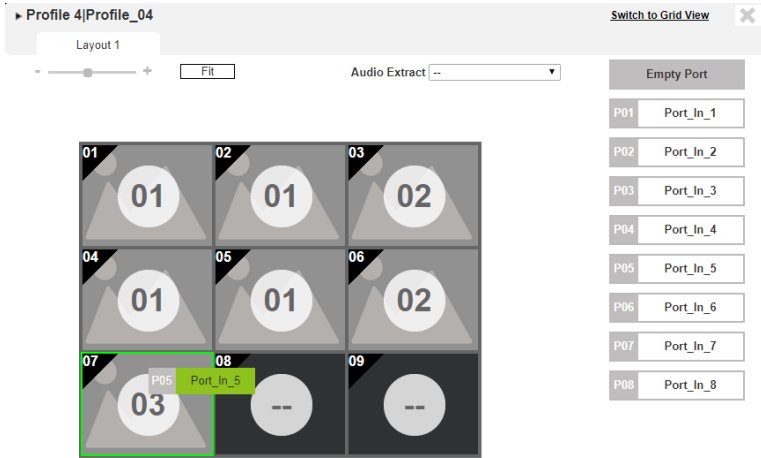 ▸ Profile 4|Profile_04
Switch to Grid View
Layout 1
- +
Fit
Audio Extract --
Empty Port
P01 Port_In_1
P02 Port_In_2
P03 Port_In_3
P04 Port_In_4
P05 Port_In_5
P06 Port_In_6
P07 Port_In_7
P08 Port_In_8
01 02 03
01 01 02
04 05 06
01 01 02
07 08 09
P05 Port_In_5
03 -- --